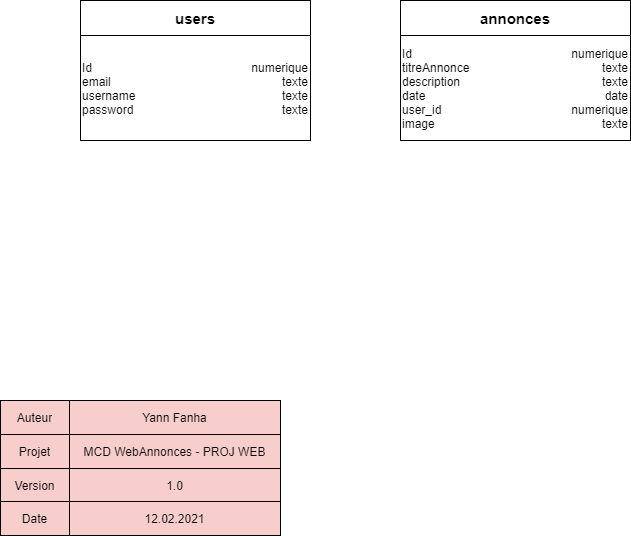 users
Id numerique
email texte
username texte
password texte
annonces
Id numerique
titreAnnonce texte
description texte
date date
user_id numerique
image texte
Auteur Yann Fanha
Projet MCD WebAnnonces - PROJ WEB
Version 1.0
Date 12.02.2021